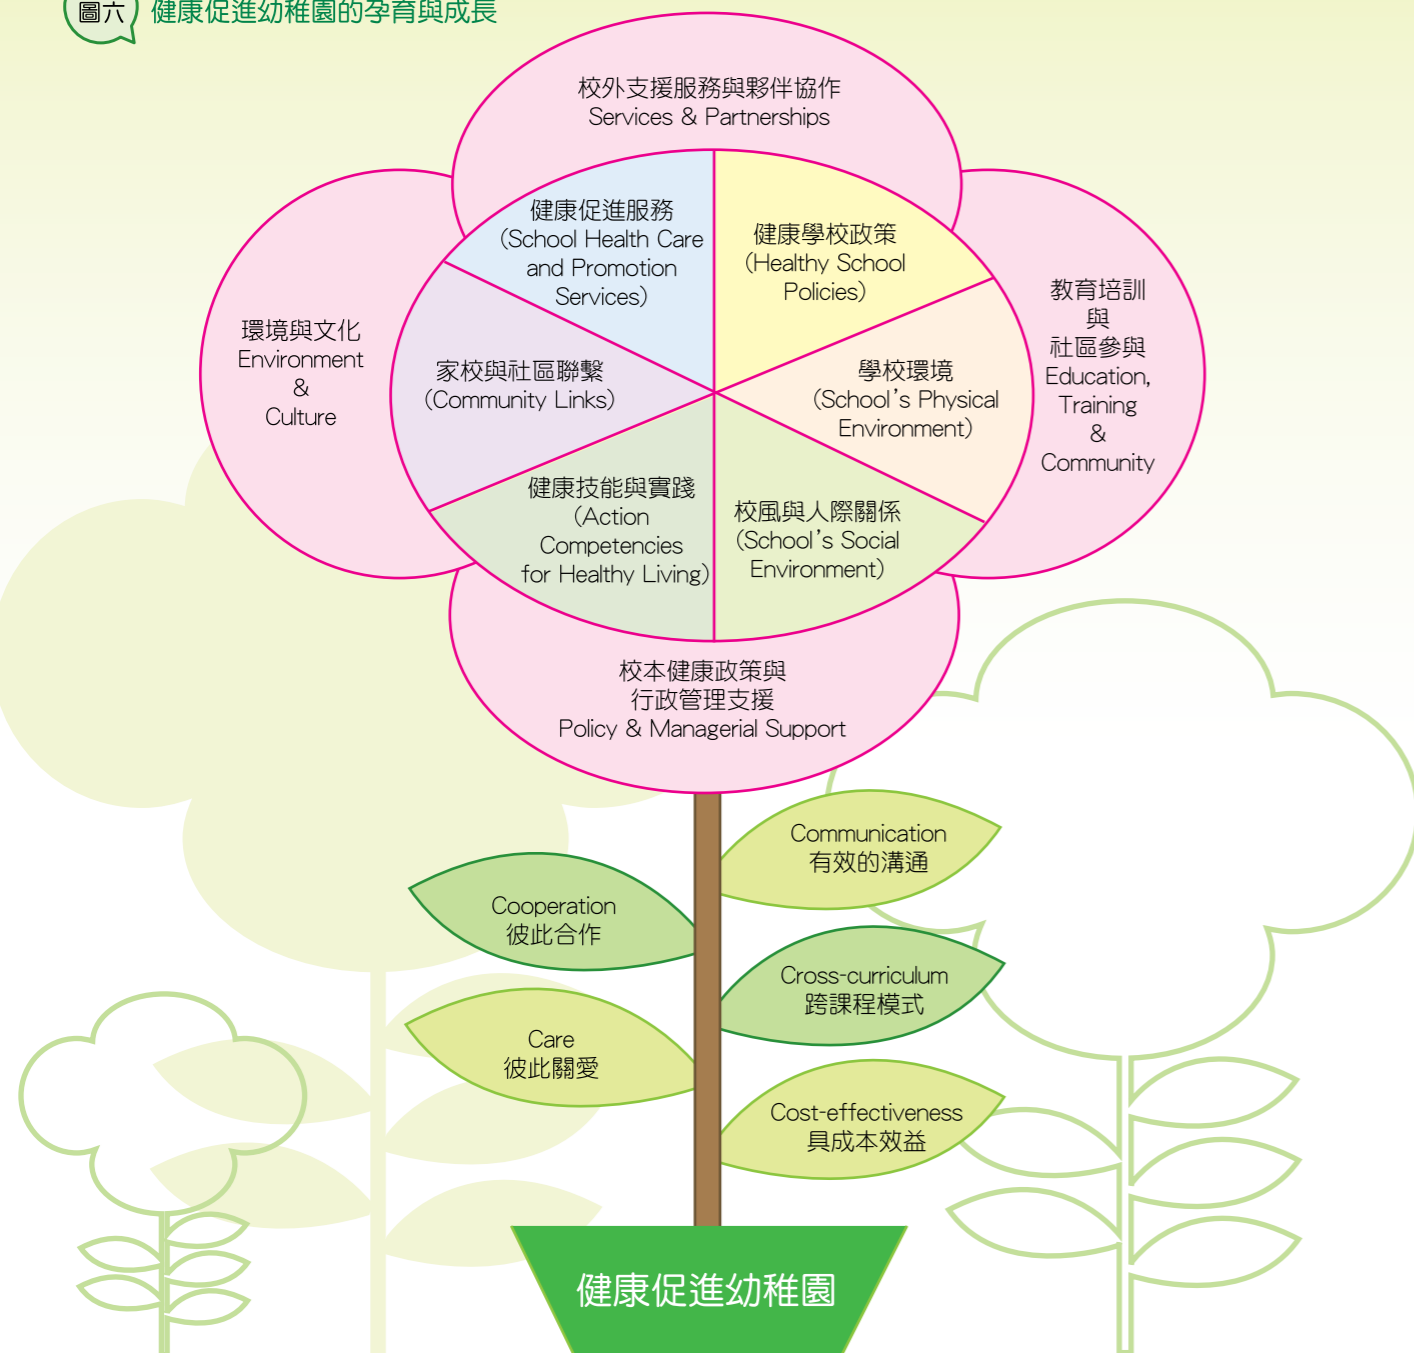 圖六
健康促進幼稚園的孕育與成長
校外支援服務與夥伴協作
Services & Partnerships
環境與文化
Environment
&
Culture
健康促進服務
(School Health Care
and Promotion
Services)
健康學校政策
(Healthy School
Policies)
家校與社區聯繫
(Community Links)
學校環境
(School's Physical
Environment)
健康技能與實踐
(Action
Competencies
for Healthy Living)
校風與人際關係
(School's Social
Environment)
教育培訓
與
社區參與
Education,
Training
&
Community
校本健康政策與
行政管理支援
Policy & Managerial Support
Communication
有效的溝通
Cooperation
彼此合作
Cross-curriculum
跨課程模式
Care
彼此關愛
Cost-effectiveness
具成本效益
健康促進幼稚園